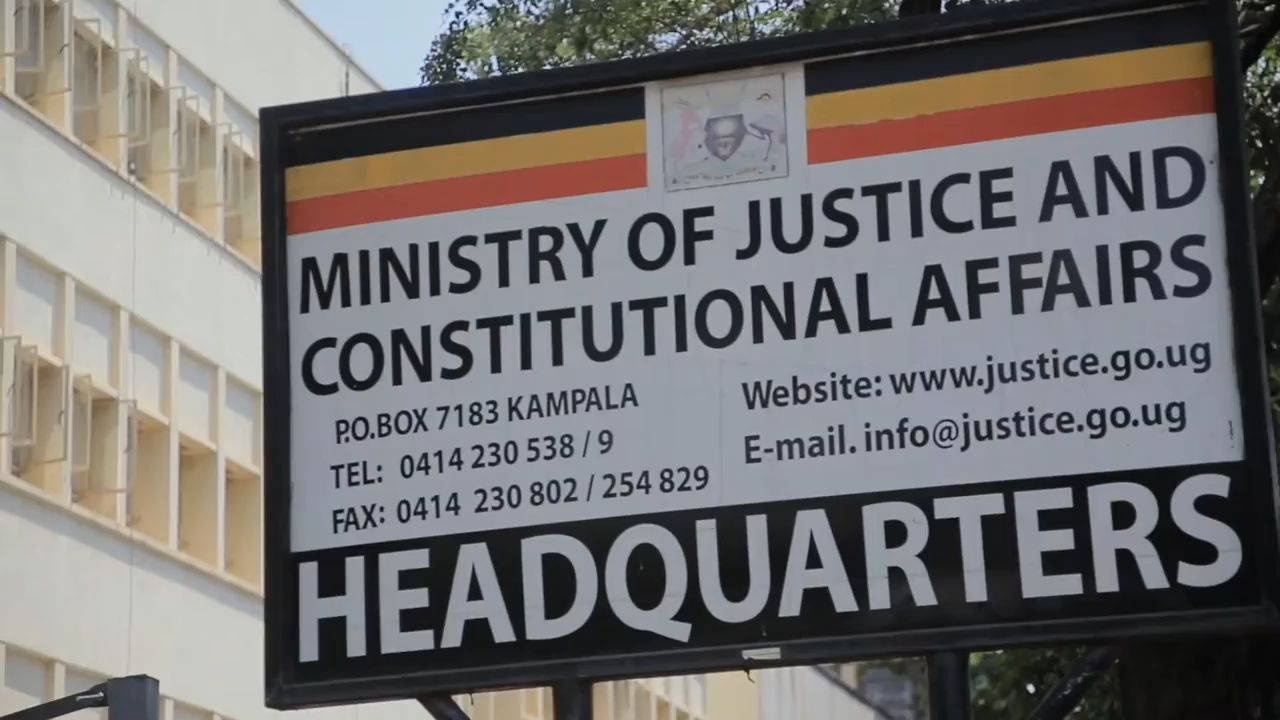 MINISTRY OF JUSTICE AND
CONSTITUTIONAL AFFAIRS
P.O.BOX 7183 KAMPALA
TEL: 0414 230 538 / 9
FAX: 0414 230 802 / 254 829
Website: www.justice.go.ug
E-mail. info@justice.go.ug
HEADQUARTERS